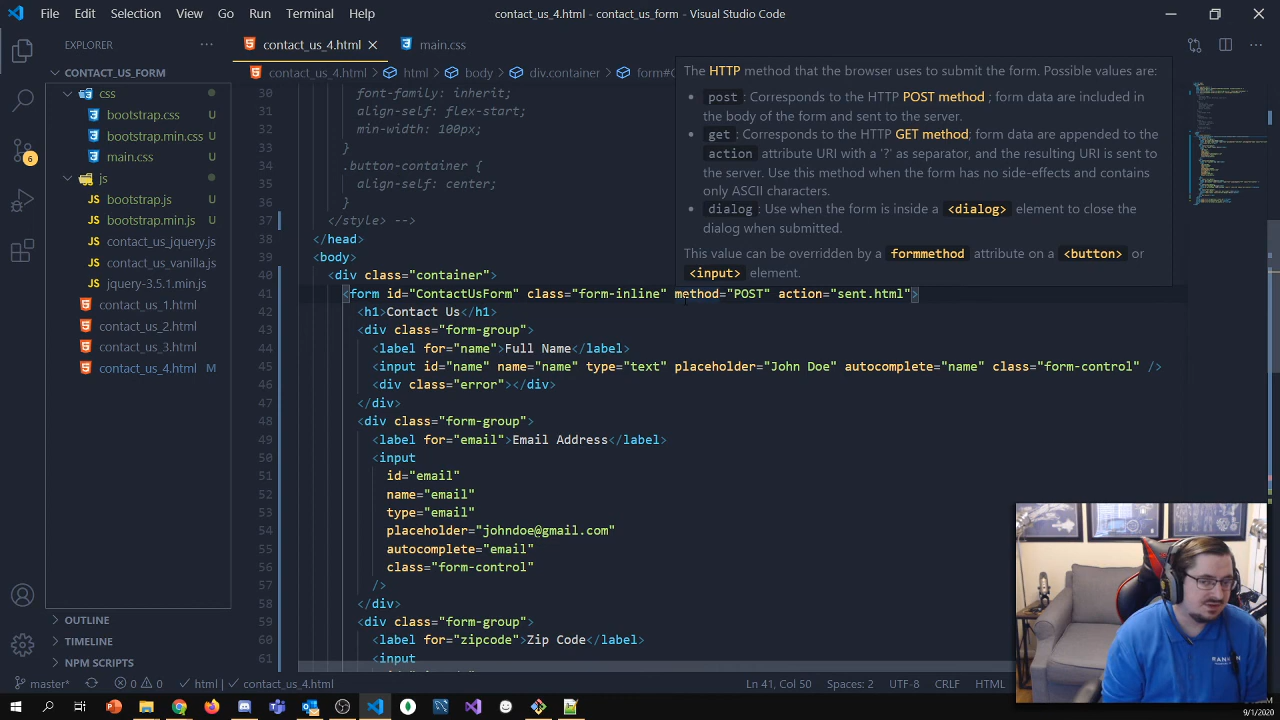 File Edit Selection View Go Run Terminal Help
contact_us_4.html - contact_us_form - Visual Studio Code
EXPLORER
contact_us_4.html
main.css
CONTACT_US_FORM
css
bootstrap.css
bootstrap.min.css
main.css
js
bootstrap.js
bootstrap.min.js
contact_us_jquery.js
contact_us_vanilla.js
jquery-3.5.1.min.js
contact_us_1.html
contact_us_2.html
contact_us_3.html
contact_us_4.html M
6
OUTLINE
TIMELINE
NPM SCRIPTS
contact_us_4.html > html > body > div.container >
The HTTP method that the browser uses to submit the form. Possible values are:
• post: Corresponds to the HTTP POST method ; form data are included
in the body of the form and sent to the server.
• get: Corresponds to the HTTP GET method; form data are appended to the
action attribute URI with a '?' as separator, and the resulting URI is sent to
the server. Use this method when the form has no side-effects and contains
only ASCII characters.
• dialog: Use when the form is inside a <dialog> element to close the
dialog when submitted.
This value can be overridden by a formmethod attribute on a <button> or
<input> element.
30 font-family: inherit;
31 align-self: flex-start;
32 min-width: 100px;
33 }
34 .button-container {
35 align-self: center;
36 }
37 </style> -->
38 </head>
39 <body>
40 <div class="container">
41 <form id="ContactUsForm" class="form-inline" method="POST" action="sent.html">
42 <h1>Contact Us</h1>
43 <div class="form-group">
44 <label for="name">Full Name</label>
45 <input id="name" name="name" type="text" placeholder="John Doe" autocomplete="name" class="form-control" />
46 <div class="error"></div>
47 </div>
48 <div class="form-group">
49 <label for="email">Email Address</label>
50 <input
51 id="email"
52 name="email"
53 type="email"
54 placeholder="johndoe@gmail.com"
55 autocomplete="email"
56 class="form-control"
57 />
58 </div>
59 <div class="form-group">
60 <label for="zipcode">Zip Code</label>
61 <input
master* 0 0 html contact_us_4.html
Ln 41, Col 50 Spaces: 2 UTF-8 CRLF HTML
9/1/2020